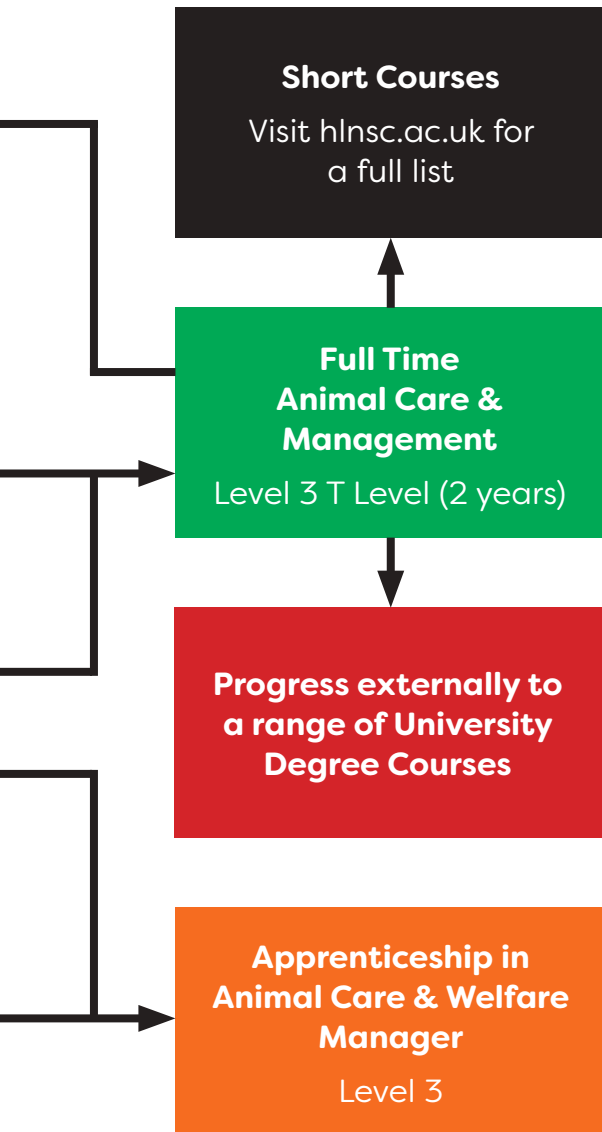 Short Courses
Visit hlnsc.ac.uk for
a full list
Full Time
Animal Care &
Management
Level 3 T Level (2 years)
Progress externally to
a range of University
Degree Courses
Apprenticeship in
Animal Care & Welfare
Manager
Level 3